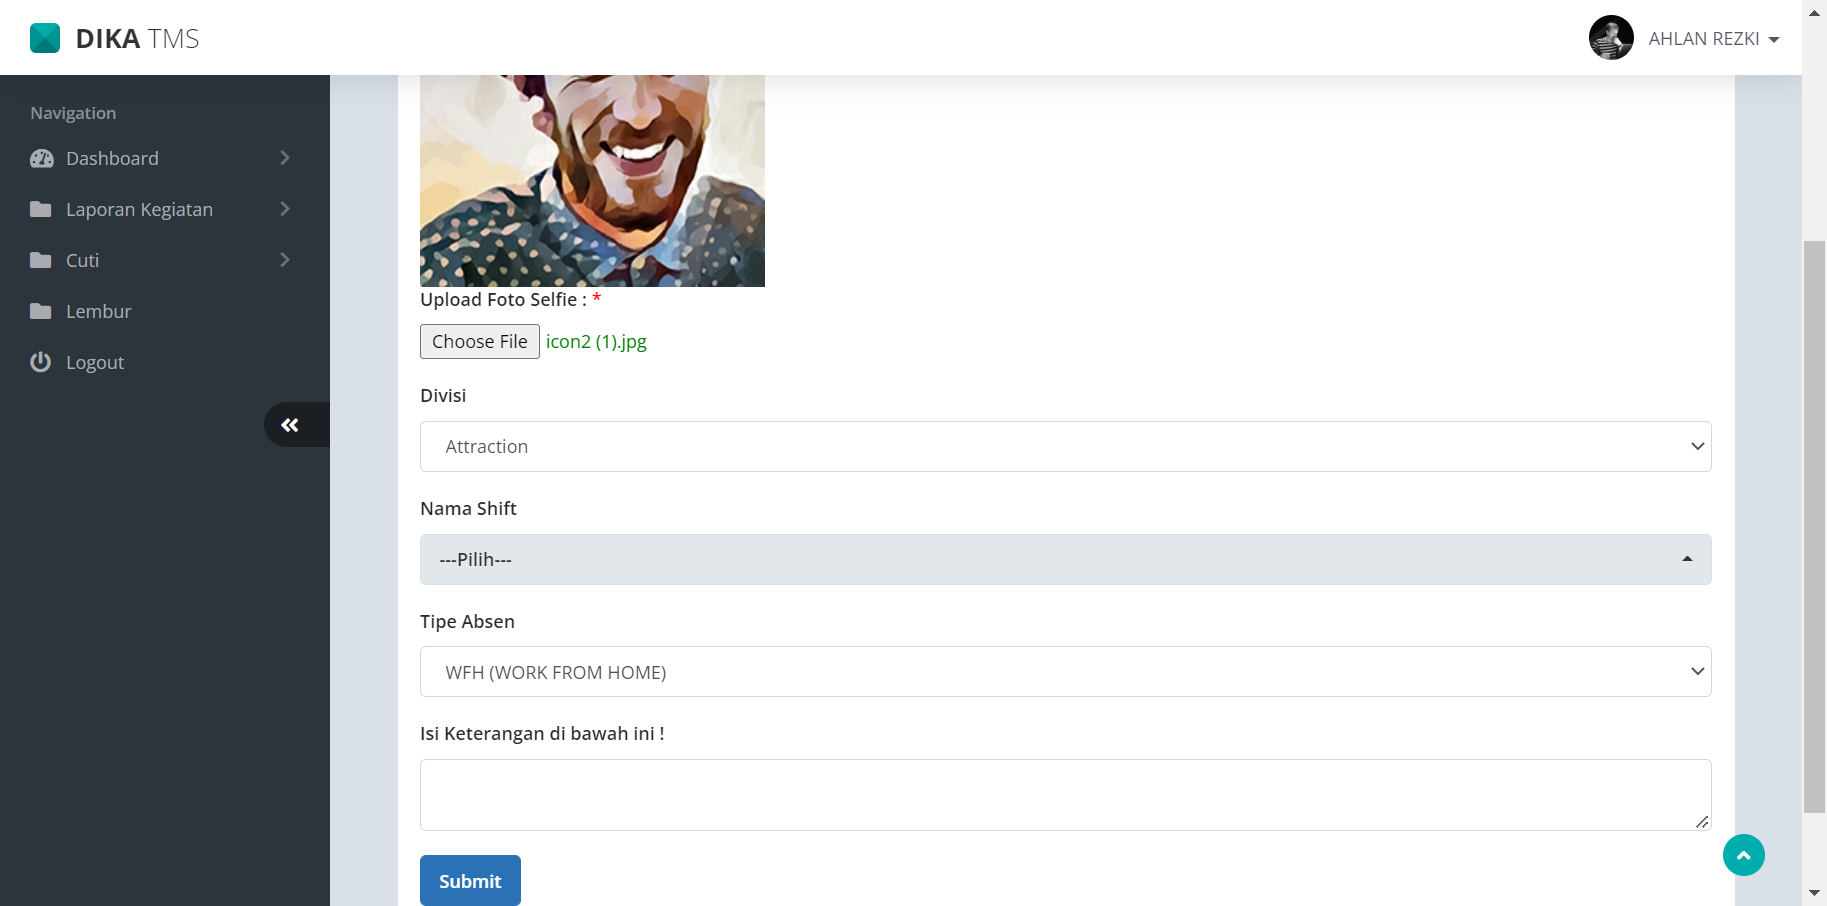 DIKA TMS
AHLAN REZKI
Navigation
Dashboard
Laporan Kegiatan
Cuti
Lembur
Logout
Upload Foto Selfie : *
Choose File icon2 (1).jpg
Divisi
Attraction
Nama Shift
---Pilih---
Tipe Absen
WFH (WORK FROM HOME)
Isi Keterangan di bawah ini !
Submit